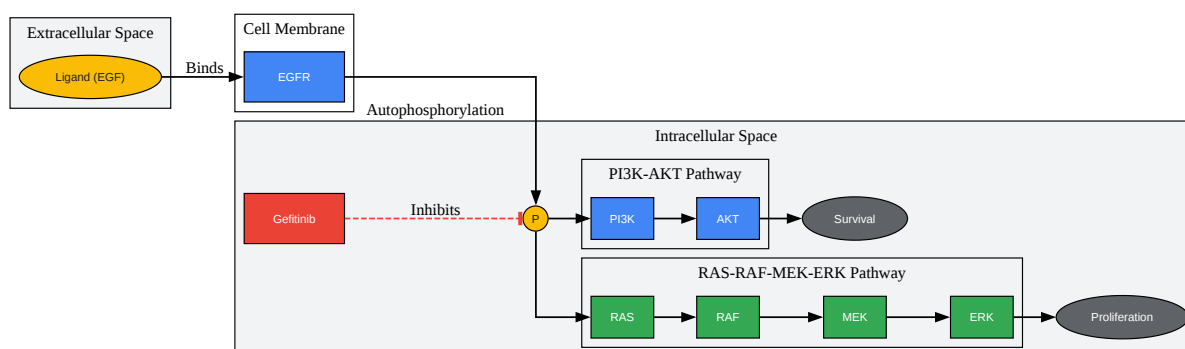 Extracellular Space
Ligand (EGF)
Binds
Cell Membrane
EGFR
Autophosphorylation
Intracellular Space
Gefitinib
Inhibits
P
PI3K-AKT Pathway
PI3K
AKT
Survival
RAS-RAF-MEK-ERK Pathway
RAS
RAF
MEK
ERK
Proliferation